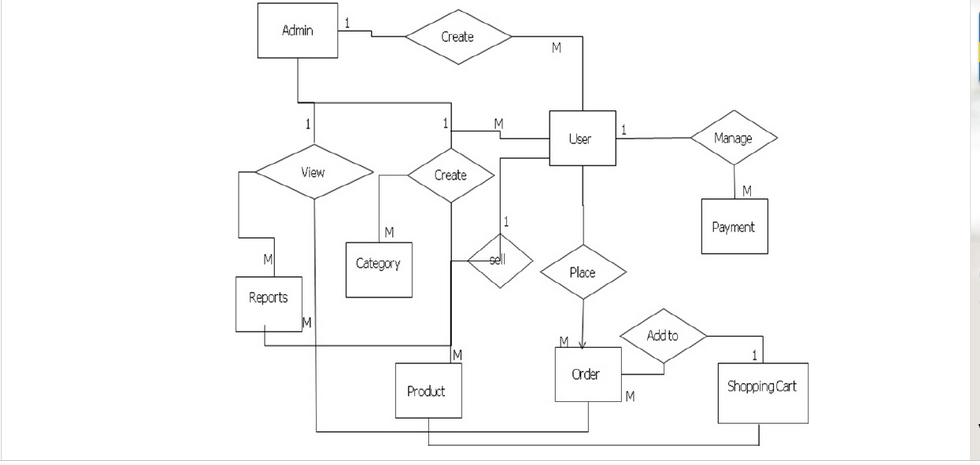 Admin
1
Create
M
1
1
M
User
1
Manage
View
Create
M
Payment
M
Category
1
sell
M
Reports
M
Place
M
Add to
1
M
Product
Order
M
Shopping Cart